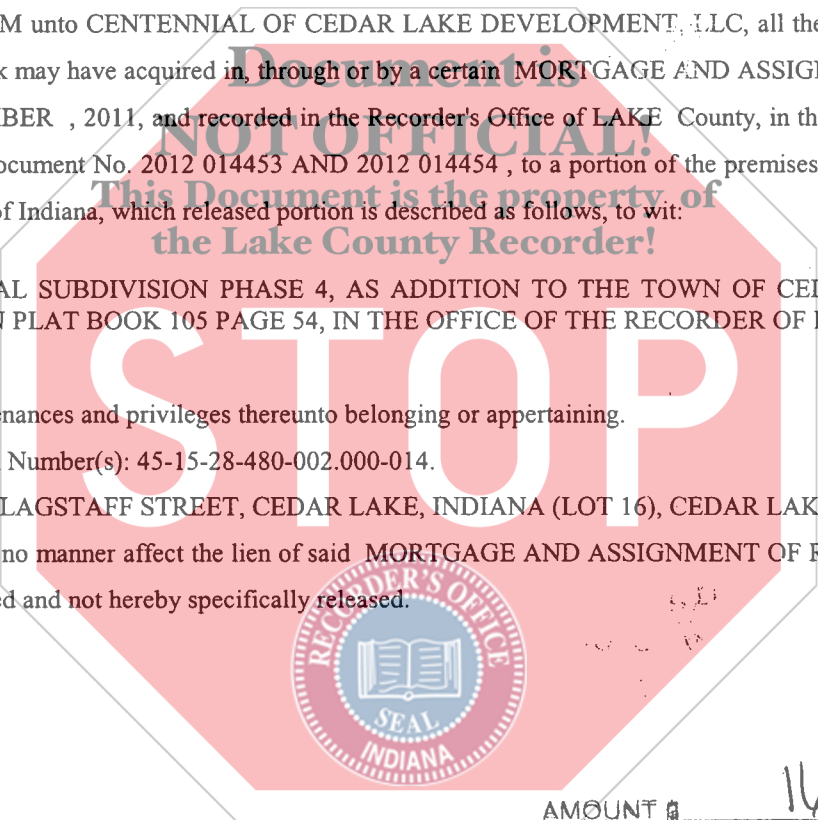 M unto CENTENNIAL OF CEDAR LAKE DEVELOPMENT, LLC, all the
Document is
k may have acquired in, through or by a certain MORTGAGE AND ASSIG
BER , 2011, and recorded in the Recorder's Office of LAKE County, in th
NOT OFFICIAL!
ocument No. 2012 014453 AND 2012 014454 , to a portion of the premises
This Document is the property of
of Indiana, which released portion is described as follows, to wit:
the Lake County Recorder!
AL SUBDIVISION PHASE 4, AS ADDITION TO THE TOWN OF CE
N PLAT BOOK 105 PAGE 54, IN THE OFFICE OF THE RECORDER OF
STOP
enances and privileges thereunto belonging or appertaining.
Number(s): 45-15-28-480-002.000-014.
LAGSTAFF STREET, CEDAR LAKE, INDIANA (LOT 16), CEDAR LAK
no manner affect the lien of said MORTGAGE AND ASSIGNMENT OF
ed and not hereby specifically released.
RECORDER'S OFFICE
SEAL
INDIANA
AMOUNT $ 16